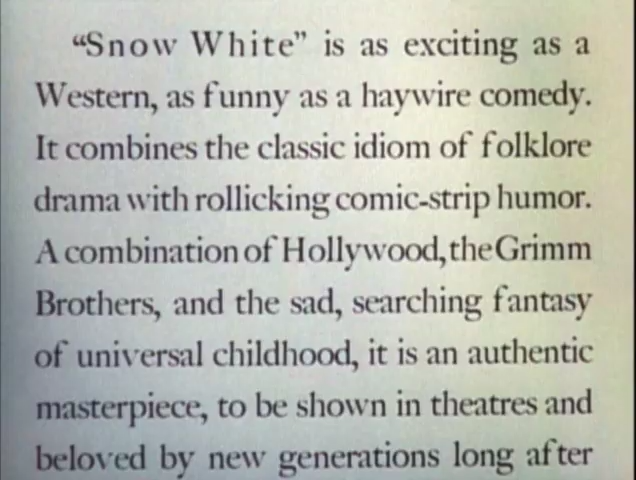 “Snow White” is as exciting as a
Western, as funny as a haywire comedy.
It combines the classic idiom of folklore
drama with rollicking comic-strip humor.
A combination of Hollywood, the Grimm
Brothers, and the sad, searching fantasy
of universal childhood, it is an authentic
masterpiece, to be shown in theatres and
beloved by new generations long after